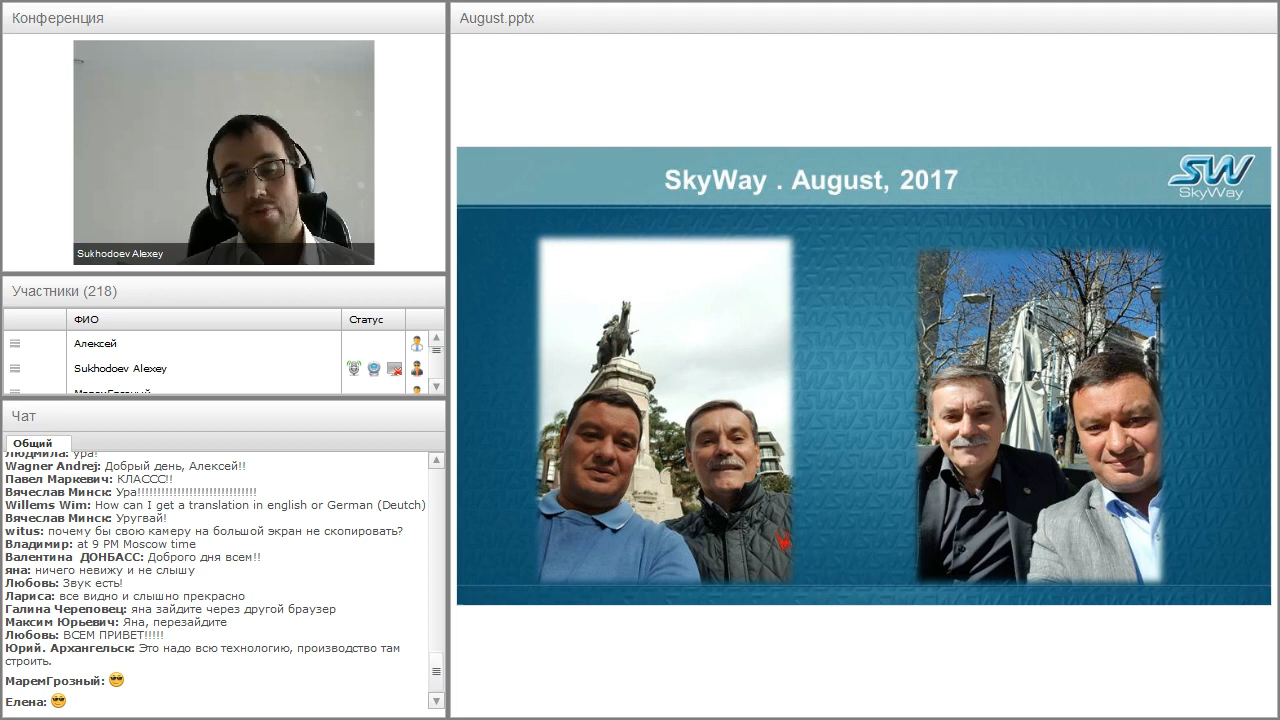 Конференция
Sukhodoev Alexey
Участники (218)
ФИО
Статус
Алексей
Sukhodoev Alexey
МаремГрозный
Чат
Общий
Людмила: ура!
Wagner Andrej: Добрый день, Алексей!!
Павел Маркевич: КЛАССС!!
Вячеслав Минск: Ура!!!!!!!!!!!!!!!!!!!!!!!!!!!!!!
Willems Wim: How can I get a translation in english or German (Deutch)
Вячеслав Минск: Уругвай!
witus: почему бы свою камеру на большой экран не скопировать?
Владимир: at 9 PM Moscow time
Валентина ДОНБАСС: Доброго дня всем!!
яна: ничего невижу и не слышу
Любовь: Звук есть!
Лариса: все видно и слышно прекрасно
Галина Череповец: яна зайдите через другой браузер
Максим Юрьевич: Яна, перезайдите
Любовь: ВСЕМ ПРИВЕТ!!!!!
Юрий. Архангельск: Это надо всю технологию, производство там
строить.
МаремГрозный:
Елена:
August.pptx
SkyWay . August, 2017
SW
SkyWay